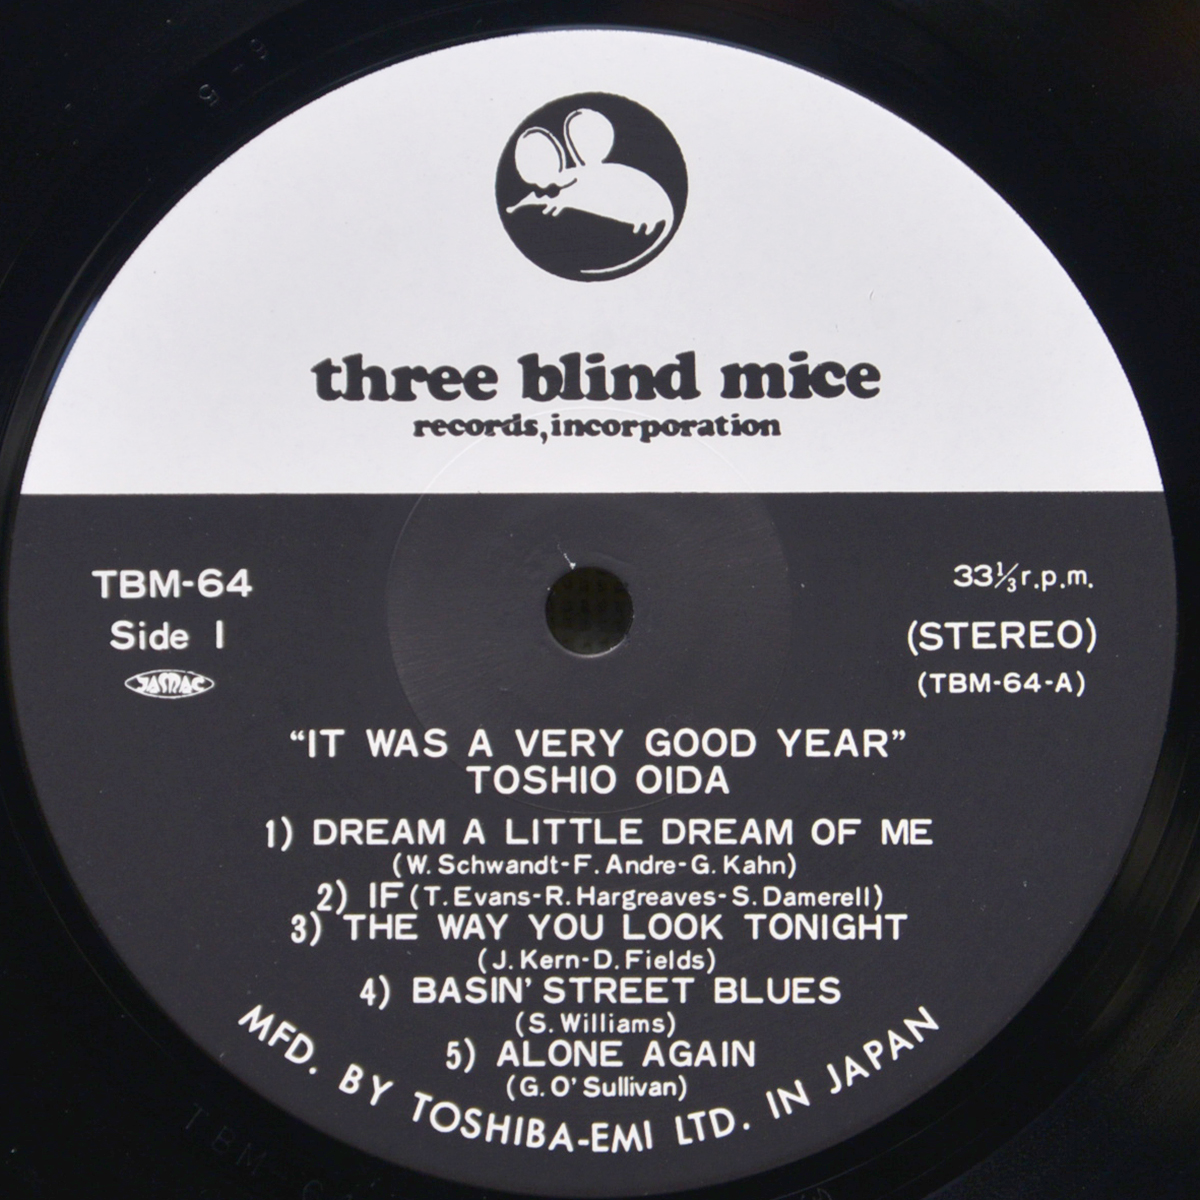 three blind mice
records, incorporation
TBM-64
33⅓ r.p.m.
Side 1
(STEREO)
JASRAC
(TBM-64-A)
“IT WAS A VERY GOOD YEAR”
TOSHIO OIDA
1) DREAM A LITTLE DREAM OF ME
(W. Schwandt-F. Andre-G. Kahn)
2) IF (T. Evans-R. Hargreaves-S. Damerell)
3) THE WAY YOU LOOK TONIGHT
(J. Kern-D. Fields)
4) BASIN' STREET BLUES
(S. Williams)
5) ALONE AGAIN
(G. O' Sullivan)
MFD. BY TOSHIBA-EMI LTD. IN JAPAN